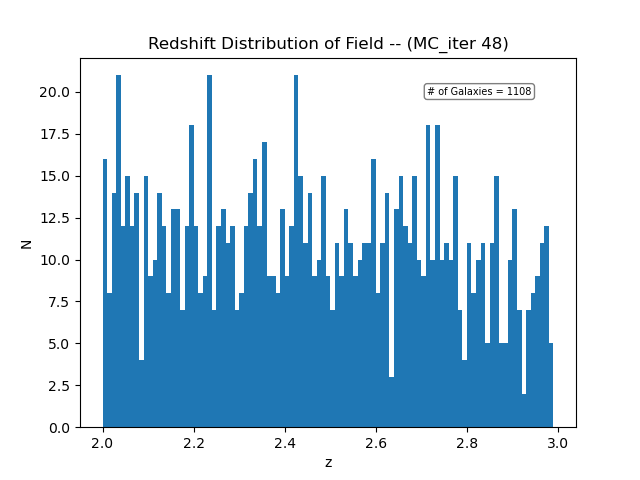 Redshift Distribution of Field -- (MC_iter 48)
# of Galaxies = 1108
20.0
17.5
15.0
12.5
10.0
7.5
5.0
2.5
0.0
N
2.0 2.2 2.4 2.6 2.8 3.0
z